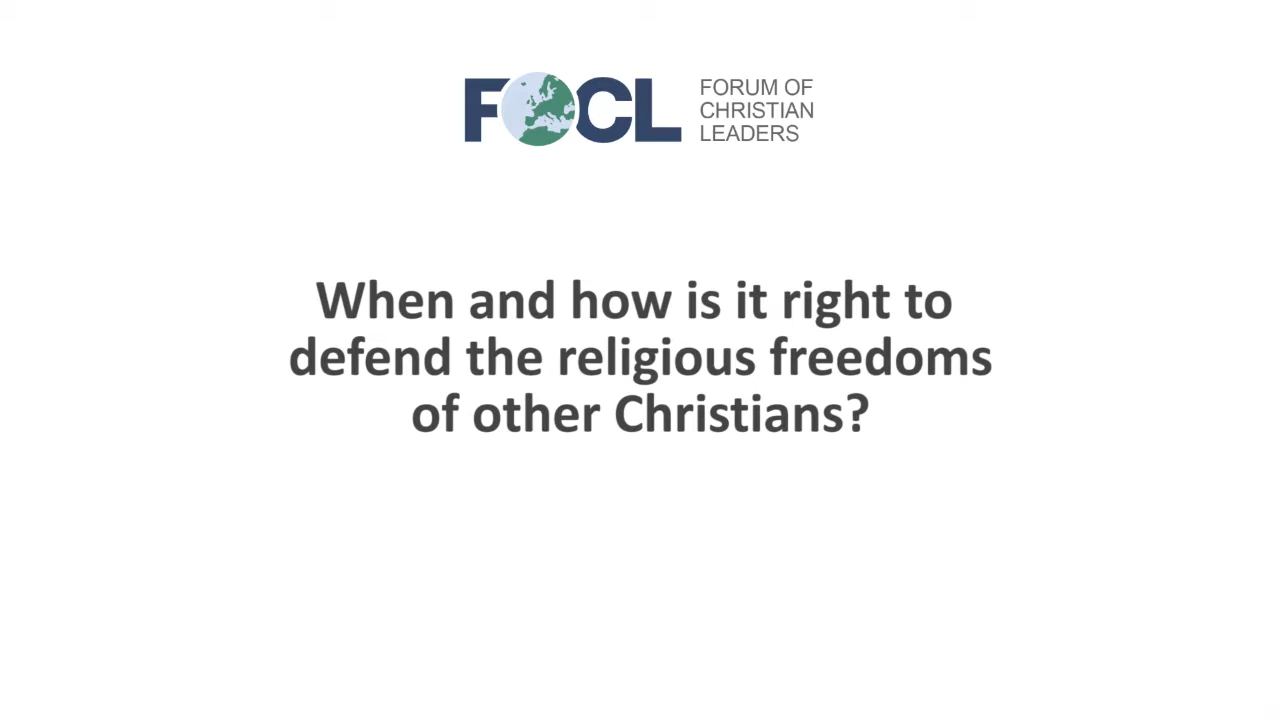 FOCL
FORUM OF
CHRISTIAN
LEADERS
When and how is it right to
defend the religious freedoms
of other Christians?